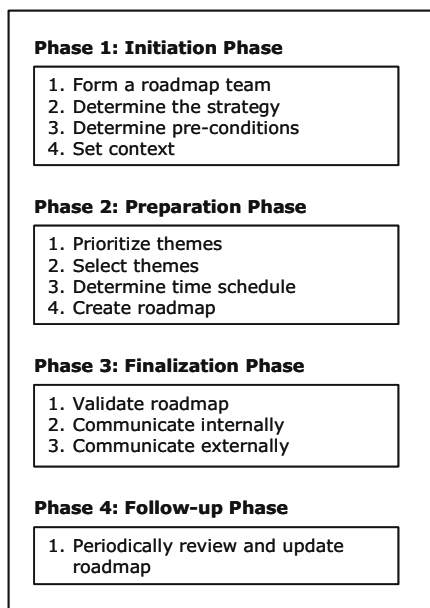 Phase 1: Initiation Phase
1. Form a roadmap team
2. Determine the strategy
3. Determine pre-conditions
4. Set context
Phase 2: Preparation Phase
1. Prioritize themes
2. Select themes
3. Determine time schedule
4. Create roadmap
Phase 3: Finalization Phase
1. Validate roadmap
2. Communicate internally
3. Communicate externally
Phase 4: Follow-up Phase
1. Periodically review and update
roadmap